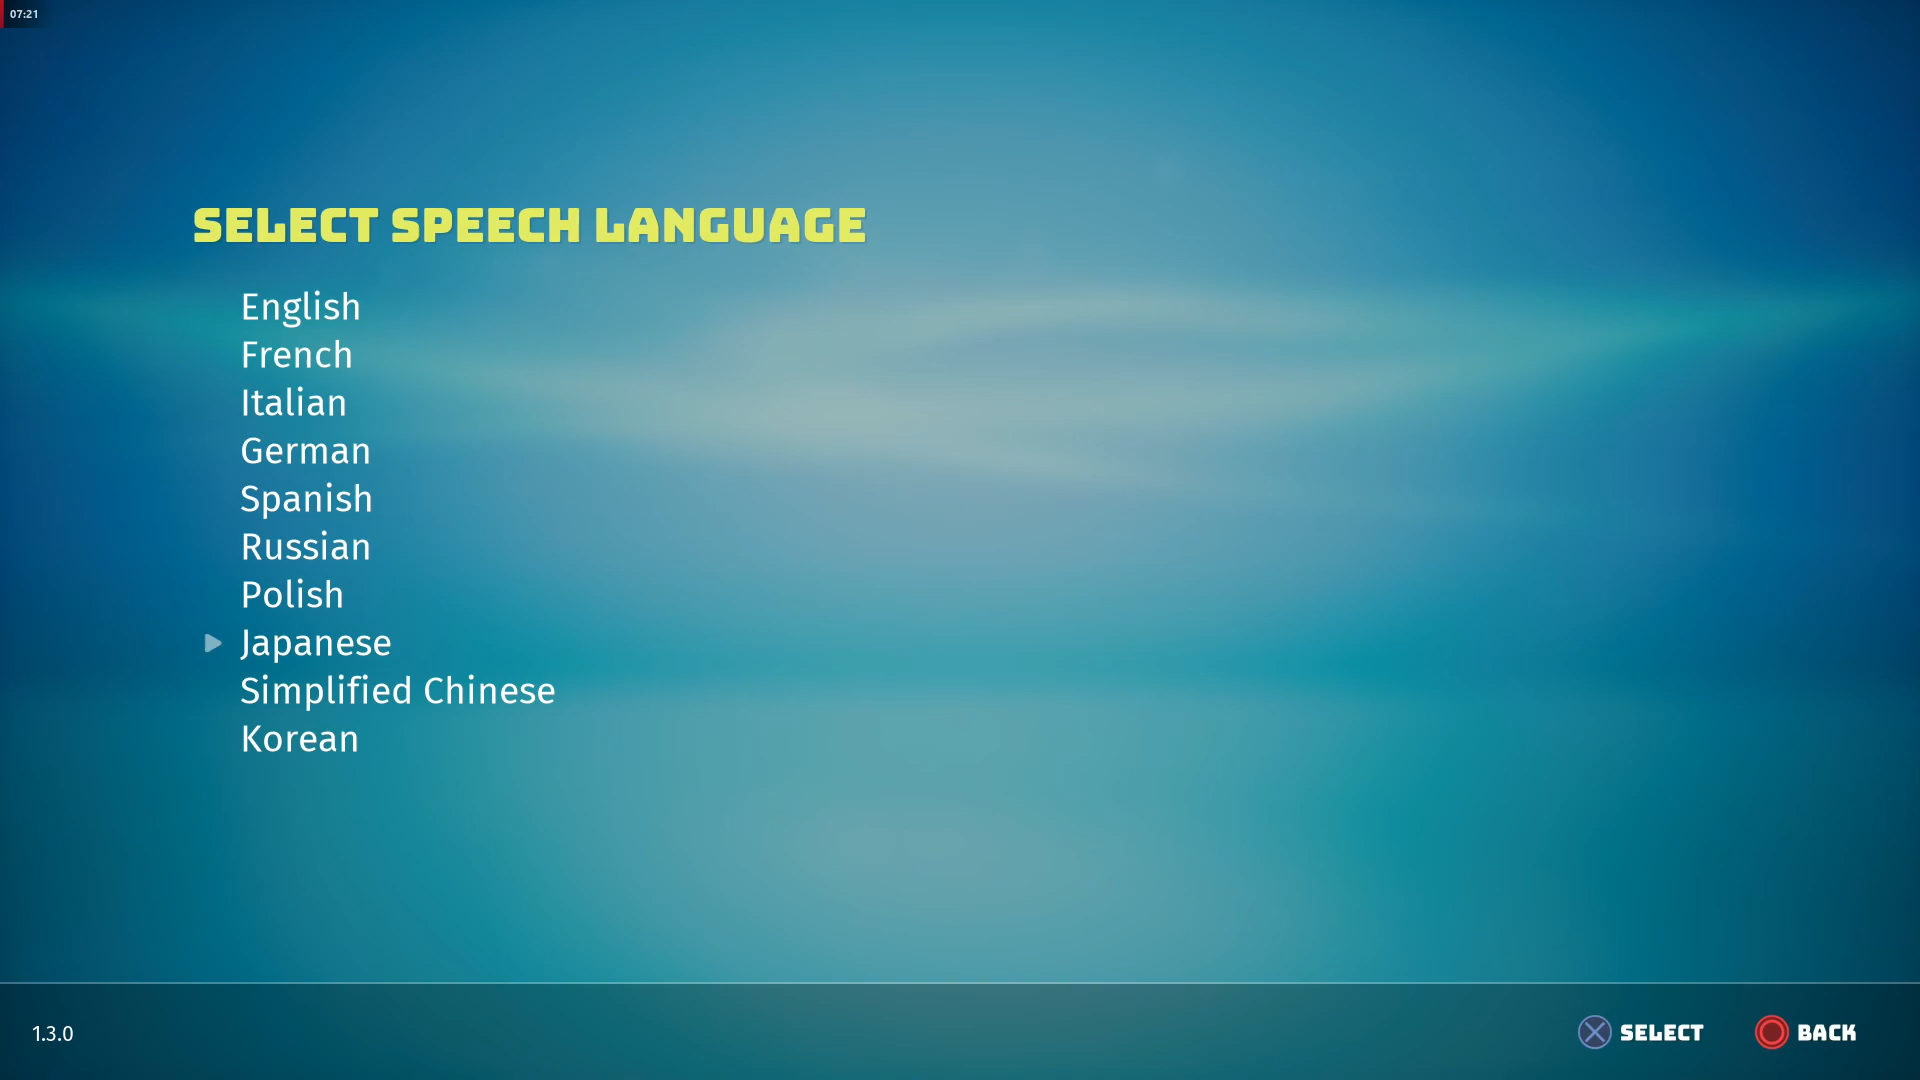 07:21
SELECT SPEECH LANGUAGE
English
French
Italian
German
Spanish
Russian
Polish
Japanese
Simplified Chinese
Korean
1.3.0
SELECT
BACK